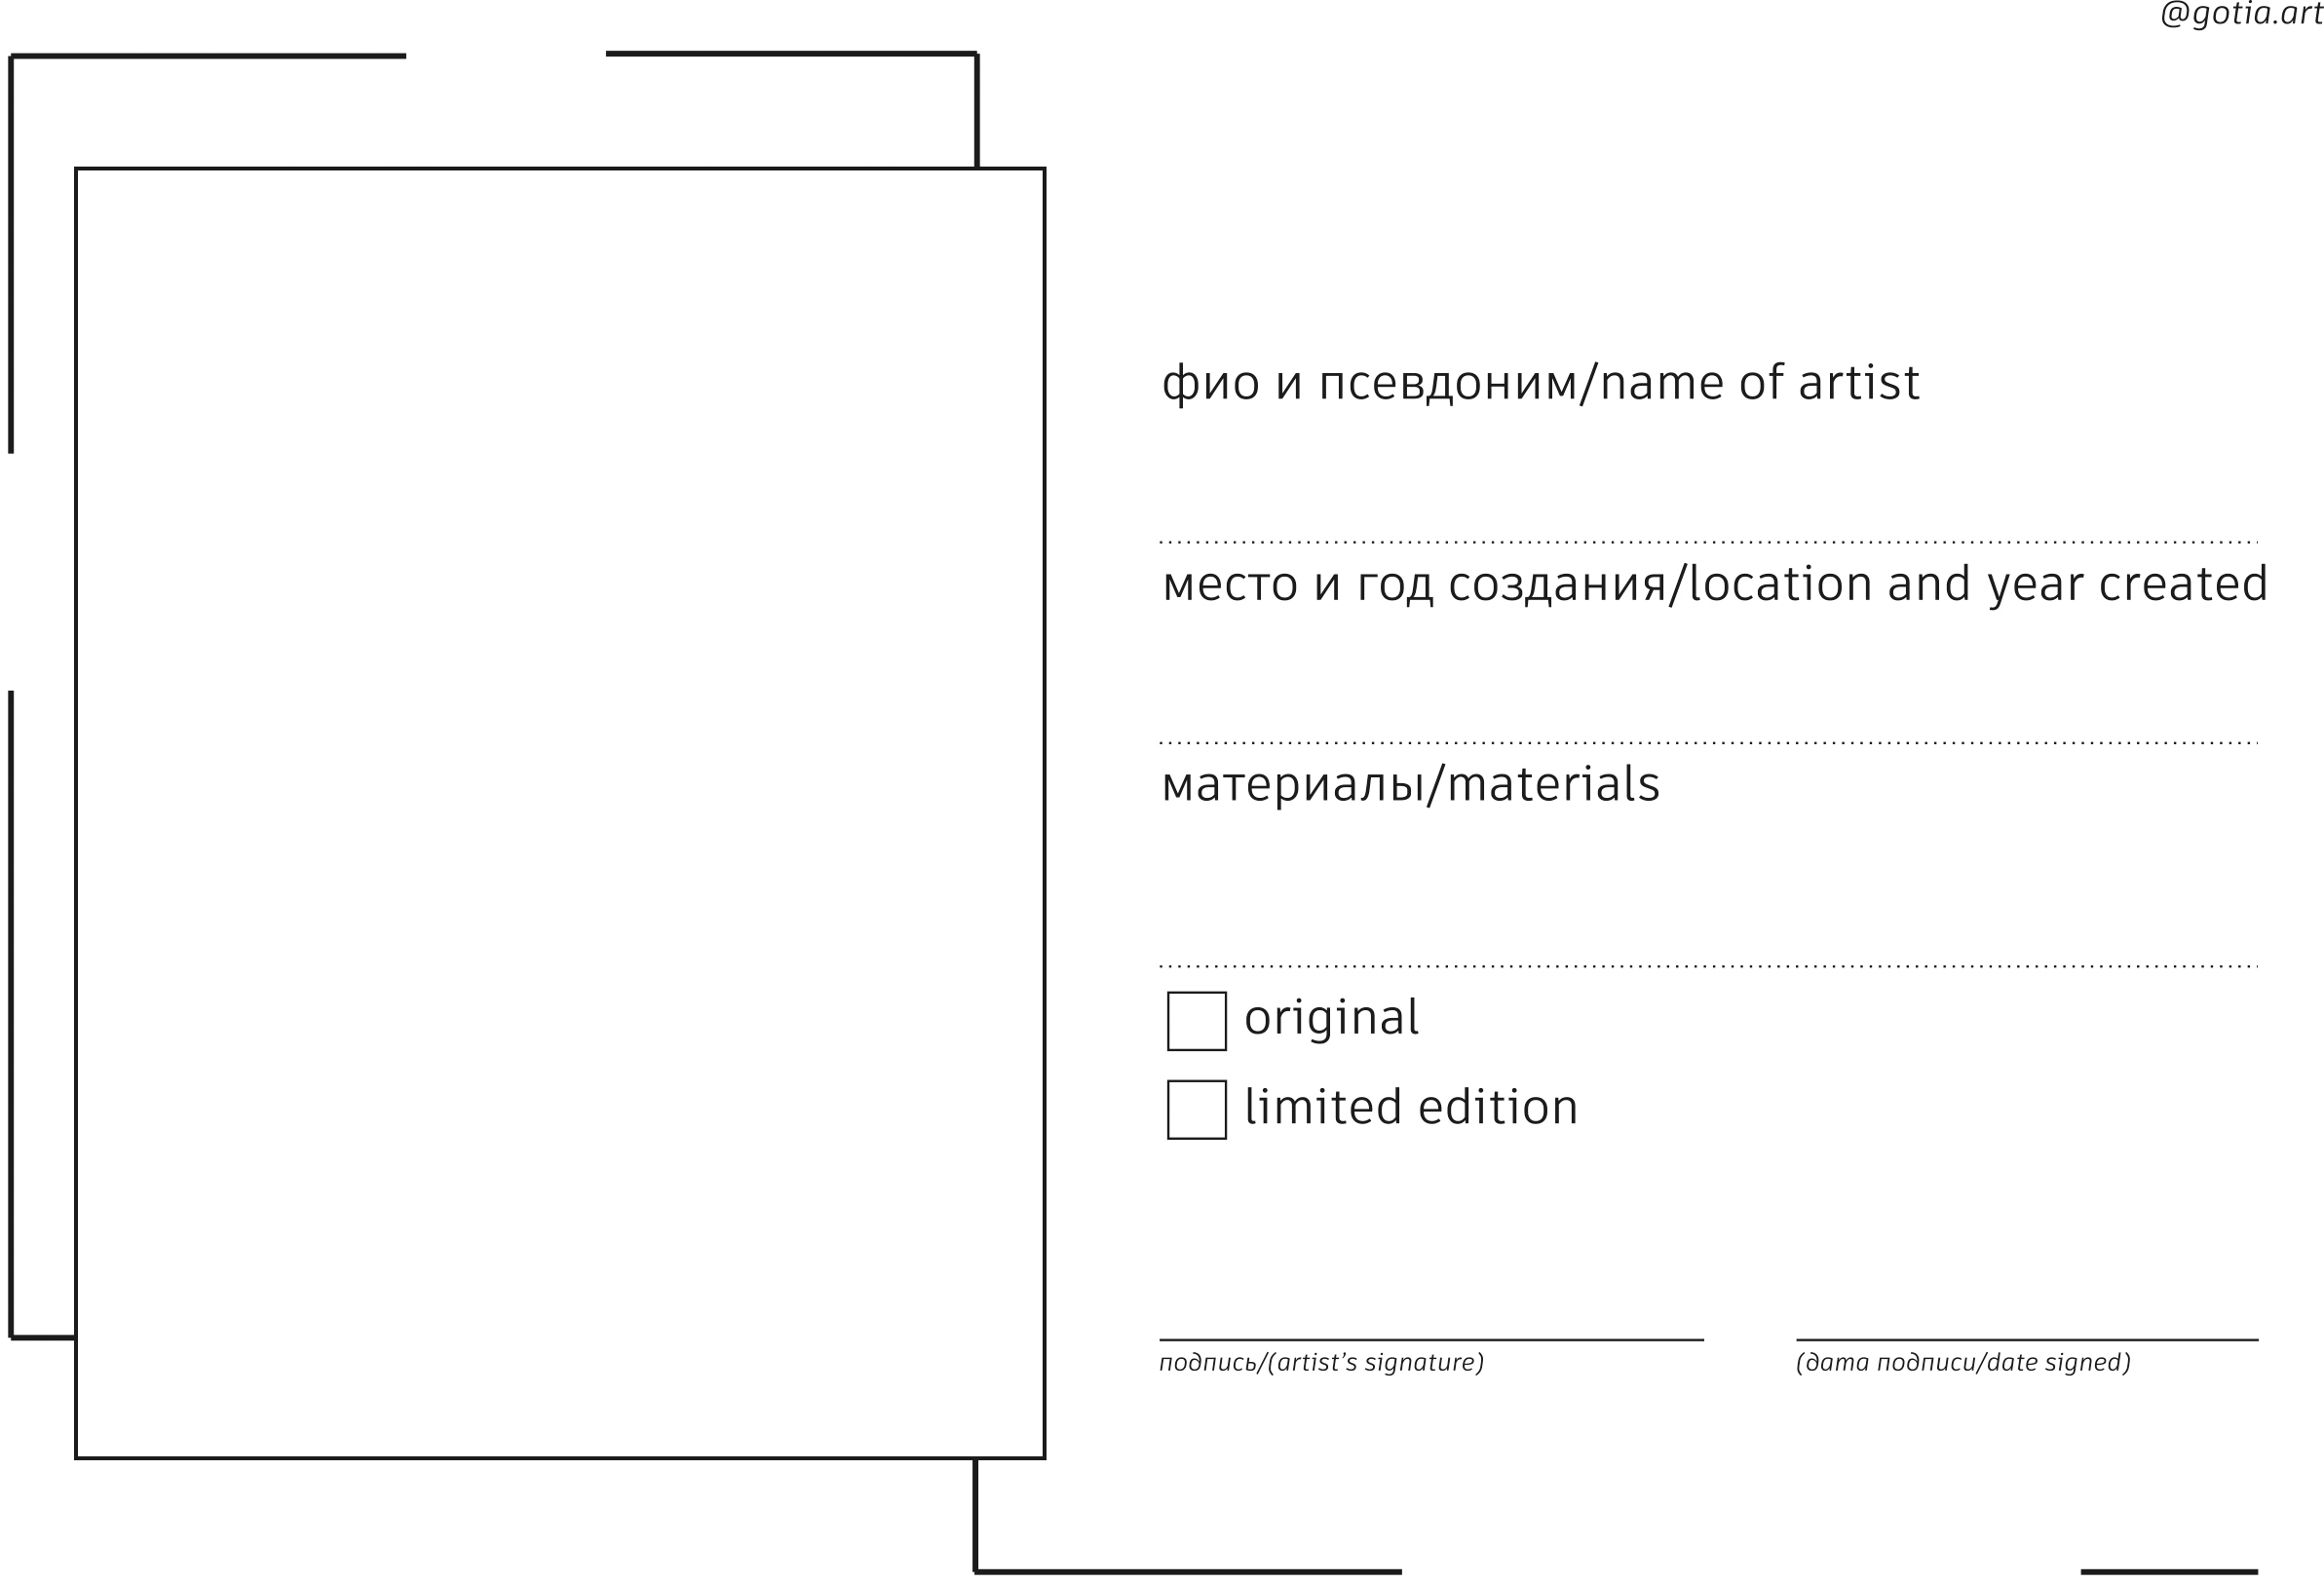 @gotia.art
фио и псевдоним/name of artist
место и год создания/location and year created
материалы/materials
original
limited edition
подпись/(artist’s signature)
(дата подписи/date signed)